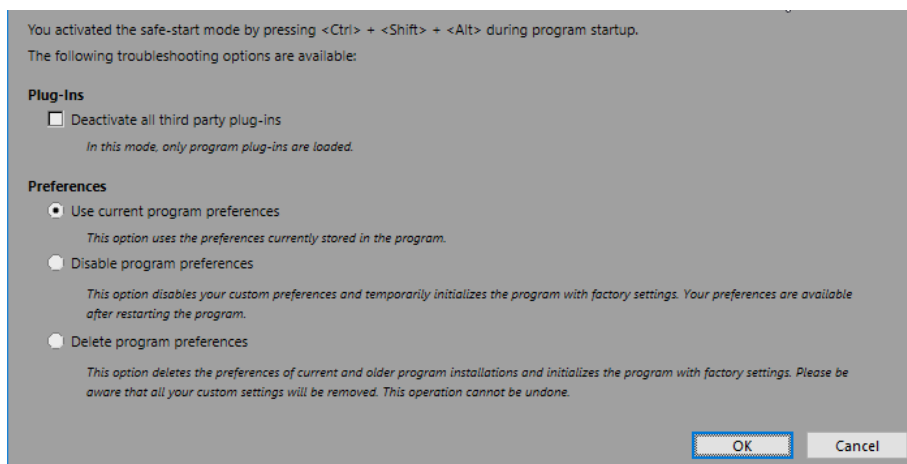 You activated the safe-start mode by pressing <Ctrl> + <Shift> + <Alt> during program startup.
The following troubleshooting options are available:
Plug-Ins
Deactivate all third party plug-ins
In this mode, only program plug-ins are loaded.
Preferences
Use current program preferences
This option uses the preferences currently stored in the program.
Disable program preferences
This option disables your custom preferences and temporarily initializes the program with factory settings. Your preferences are available
after restarting the program.
Delete program preferences
This option deletes the preferences of current and older program installations and initializes the program with factory settings. Please be
aware that all your custom settings will be removed. This operation cannot be undone.
OK Cancel